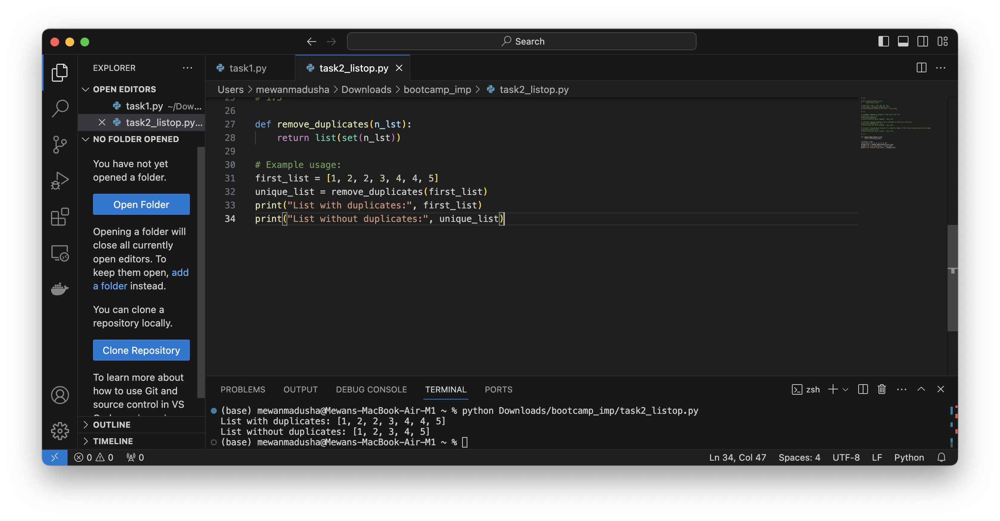 Search
EXPLORER
OPEN EDITORS
task1.py ~/Dow...
task2_listop.py...
NO FOLDER OPENED
You have not yet
opened a folder.
Open Folder
Opening a folder will
close all currently
open editors. To
keep them open, add
a folder instead.
You can clone a
repository locally.
Clone Repository
To learn more about
how to use Git and
source control in VS
OUTLINE
TIMELINE
task1.py
task2_listop.py
Users > mewanmadusha > Downloads > bootcamp_imp > task2_listop.py
25 # 1.3
26
27 def remove_duplicates(n_lst):
28     return list(set(n_lst))
29
30 # Example usage:
31 first_list = [1, 2, 2, 3, 4, 4, 5]
32 unique_list = remove_duplicates(first_list)
33 print("List with duplicates:", first_list)
34 print("List without duplicates:", unique_list)
PROBLEMS OUTPUT DEBUG CONSOLE TERMINAL PORTS
zsh
(base) mewanmadusha@Mewans-MacBook-Air-M1 ~ % python Downloads/bootcamp_imp/task2_listop.py
List with duplicates: [1, 2, 2, 3, 4, 4, 5]
List without duplicates: [1, 2, 3, 4, 5]
(base) mewanmadusha@Mewans-MacBook-Air-M1 ~ %
0 0 0
Ln 34, Col 47 Spaces: 4 UTF-8 LF Python